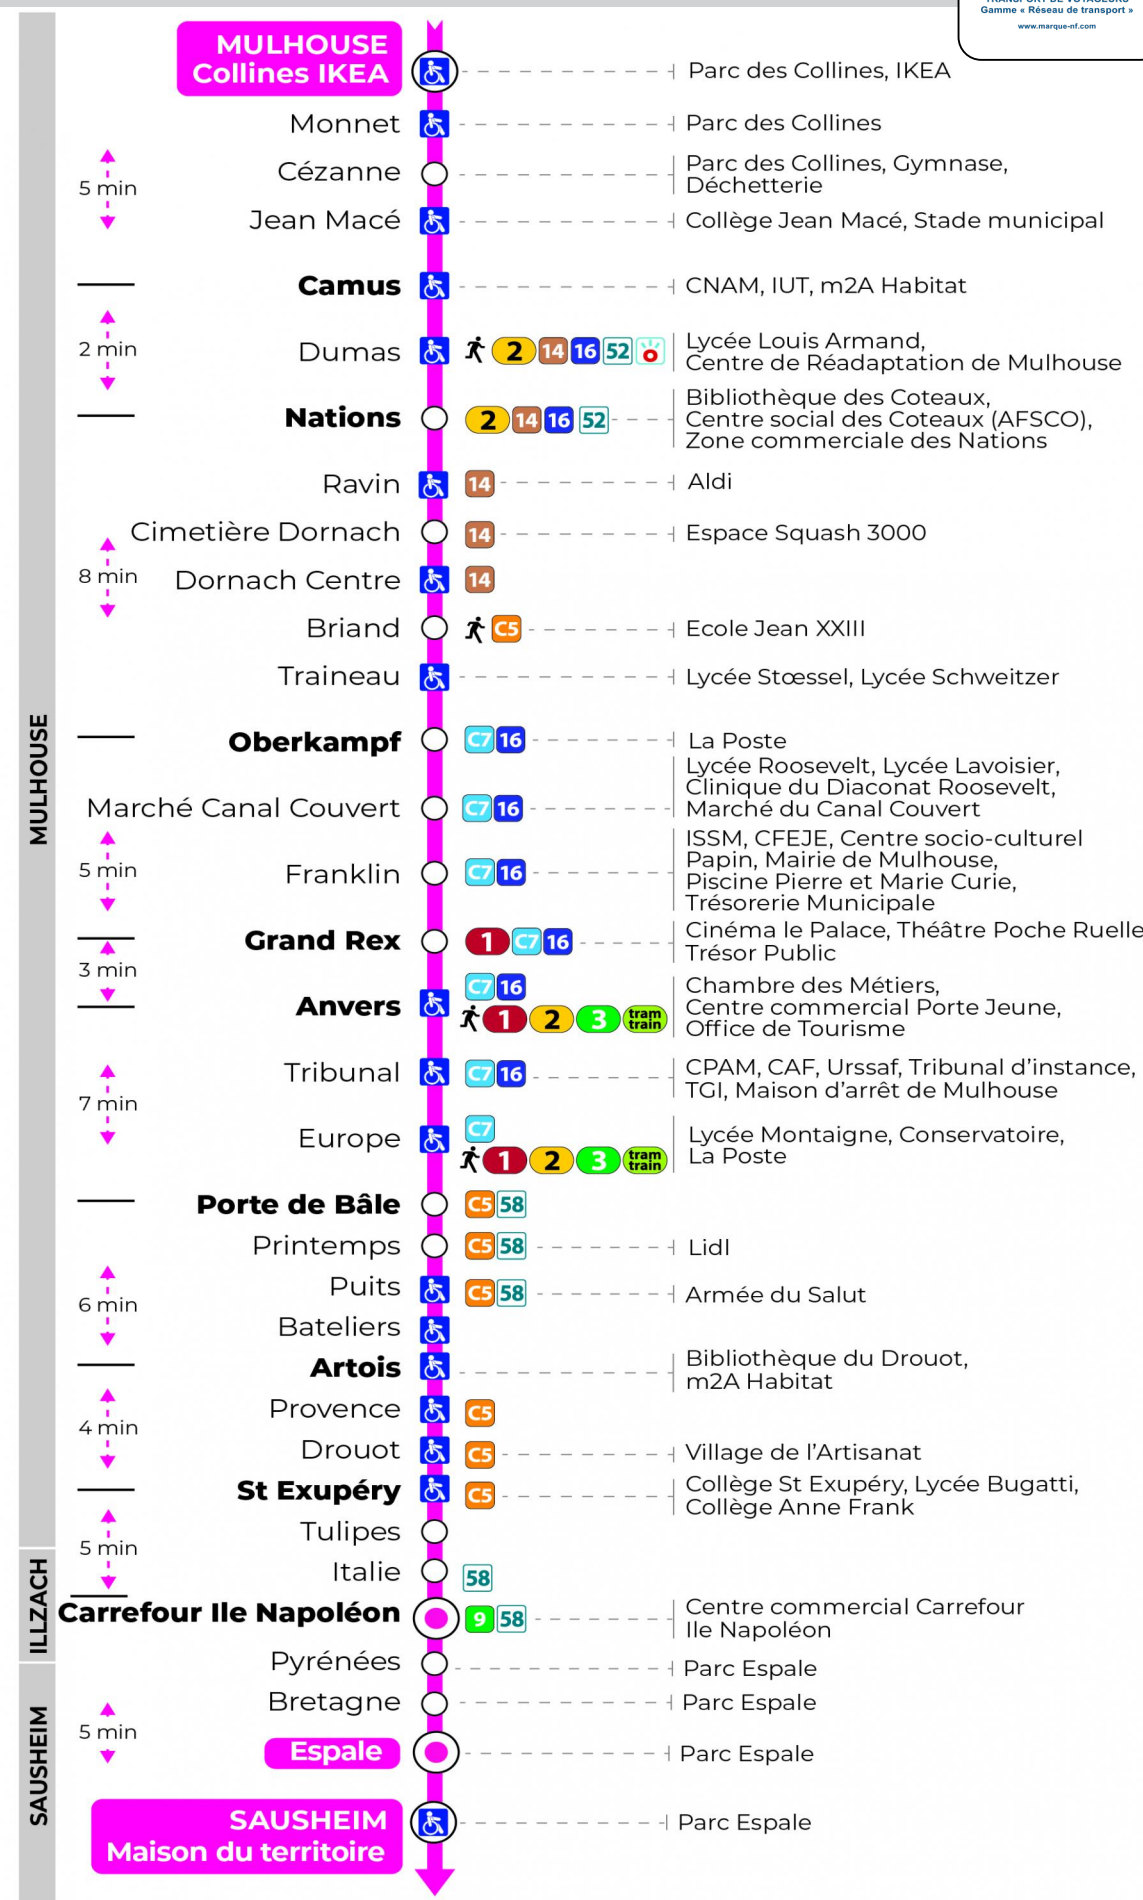 TRANSPORT DE VOYAGEURS
Gamme « Réseau de transport »
www.marque-nf.com
MULHOUSE
Collines IKEA
Parc des Collines, IKEA
Monnet
Parc des Collines
5 min
Cézanne
Parc des Collines, Gymnase,
Déchetterie
Jean Macé
Collège Jean Macé, Stade municipal
Camus
CNAM, IUT, m2A Habitat
2 min
Dumas
2 14 16 52
Lycée Louis Armand,
Centre de Réadaptation de Mulhouse
Nations
2 14 16 52
Bibliothèque des Coteaux,
Centre social des Coteaux (AFSCO),
Zone commerciale des Nations
Ravin
14
Aldi
Cimetière Dornach
14
Espace Squash 3000
8 min
Dornach Centre
14
Briand
C5
Ecole Jean XXIII
Traineau
Lycée Stœssel, Lycée Schweitzer
MULHOUSE
Oberkampf
C7 16
La Poste
Marché Canal Couvert
C7 16
Lycée Roosevelt, Lycée Lavoisier,
Clinique du Diaconat Roosevelt,
Marché du Canal Couvert
5 min
Franklin
C7 16
ISSM, CFEJE, Centre socio-culturel
Papin, Mairie de Mulhouse,
Piscine Pierre et Marie Curie,
Trésorerie Municipale
Grand Rex
1 C7 16
Cinéma le Palace, Théâtre Poche Ruelle
Trésor Public
3 min
Anvers
C7 16
1 2 3 tram train
Chambre des Métiers,
Centre commercial Porte Jeune,
Office de Tourisme
7 min
Tribunal
C7 16
CPAM, CAF, Urssaf, Tribunal d'instance,
TGI, Maison d'arrêt de Mulhouse
Europe
C7
1 2 3 tram train
Lycée Montaigne, Conservatoire,
La Poste
Porte de Bâle
C5 58
Printemps
C5 58
Lidl
6 min
Puits
C5 58
Armée du Salut
Bateliers
Artois
Bibliothèque du Drouot,
m2A Habitat
4 min
Provence
C5
Drouot
C5
Village de l'Artisanat
St Exupéry
C5
Collège St Exupéry, Lycée Bugatti,
Collège Anne Frank
5 min
Tulipes
Italie
58
ILLZACH
Carrefour Ile Napoléon
9 58
Centre commercial Carrefour
Ile Napoléon
Pyrénées
Parc Espale
Bretagne
Parc Espale
SAUSHEIM
5 min
Espale
Parc Espale
SAUSHEIM
Maison du territoire
Parc Espale